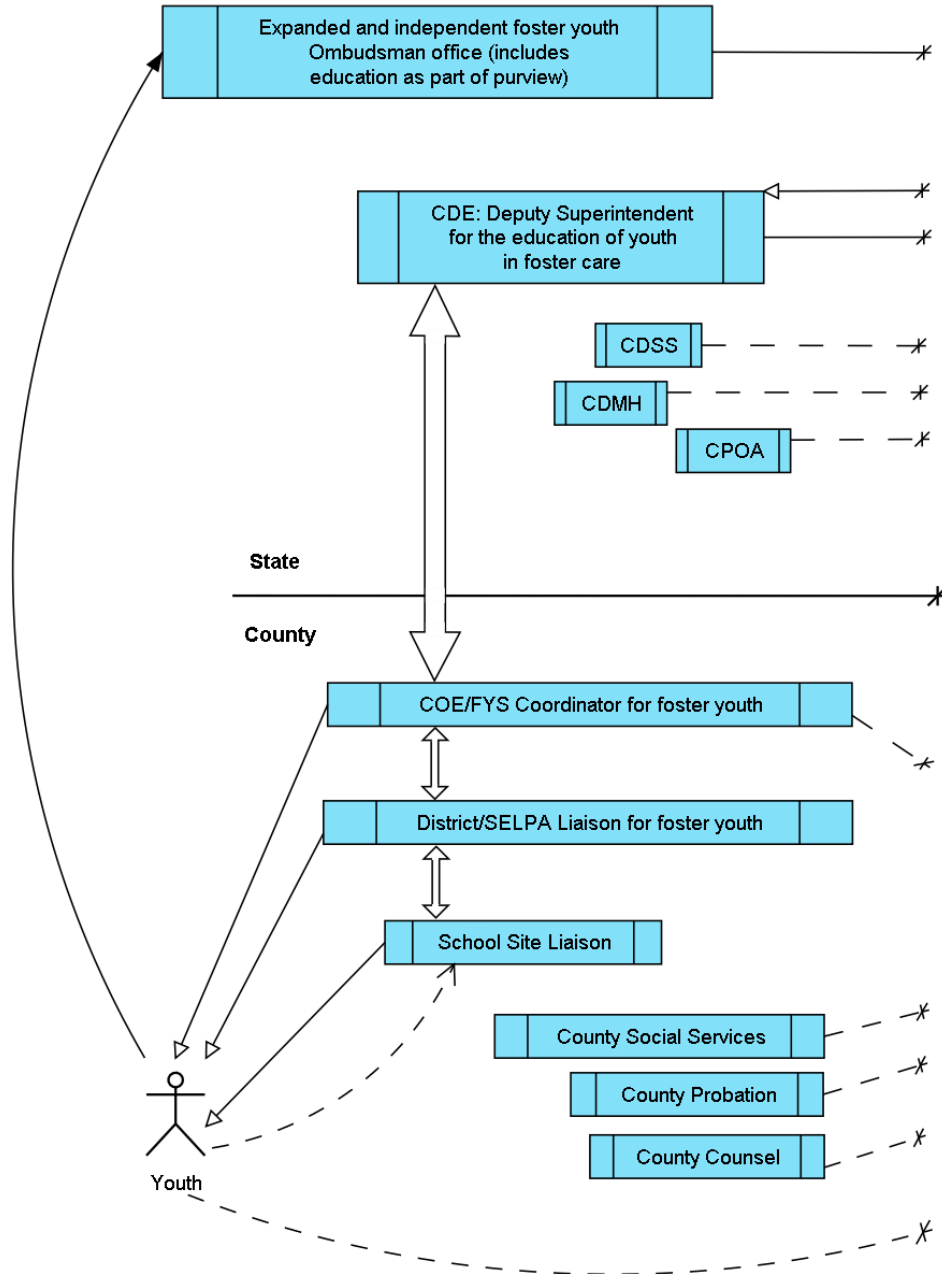 Expanded and independent foster youth
Ombudsman office (includes
education as part of purview)
CDE: Deputy Superintendent
for the education of youth
in foster care
CDSS
CDMH
CPOA
State
County
COE/FYS Coordinator for foster youth
District/SELPA Liaison for foster youth
School Site Liaison
County Social Services
County Probation
County Counsel
Youth